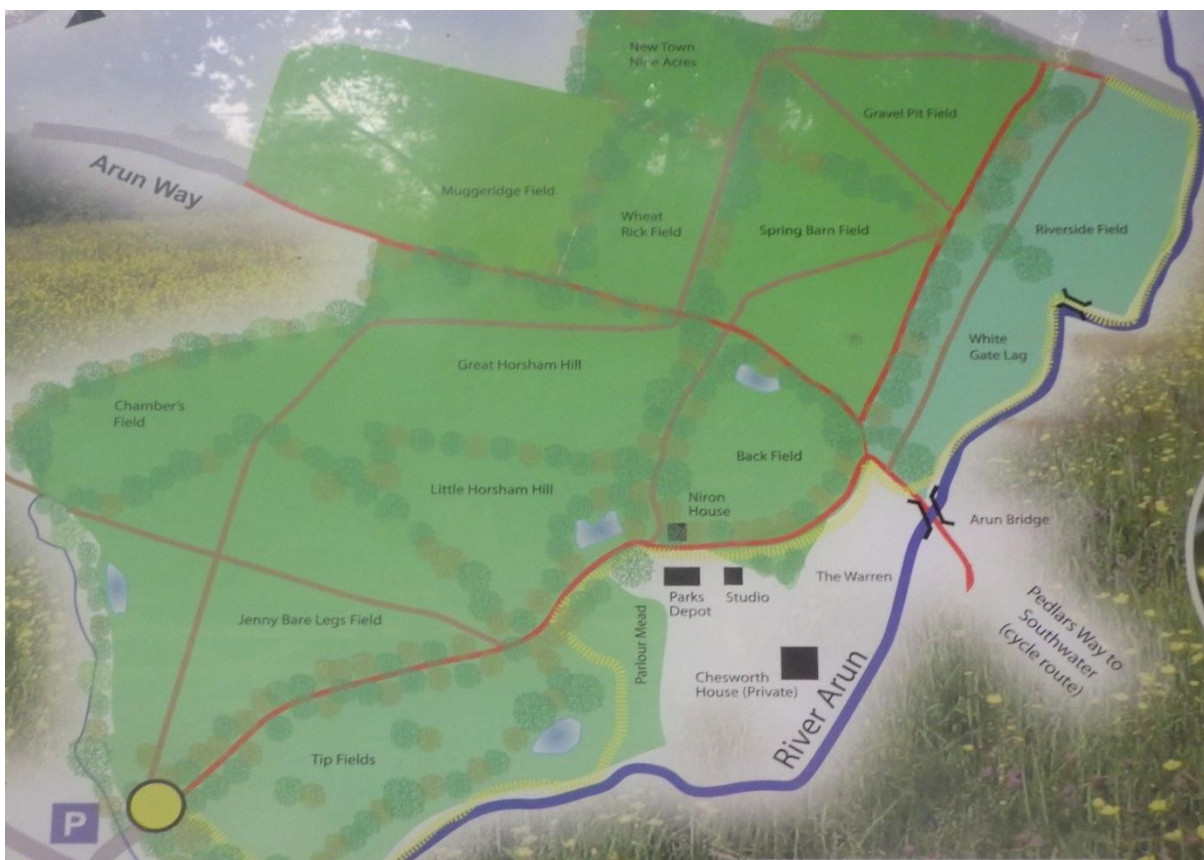 New Town
Nine Acres
Gravel Pit Field
Arun Way
Muggeridge Field
Wheat
Rick Field
Spring Barn Field
Riverside Field
White
Gate Lag
Great Horsham Hill
Chamber's
Field
Back Field
Little Horsham Hill
Niron
House
Arun Bridge
The Warren
Parks
Depot
Studio
Pedlars Way to
Southwater
(cycle route)
Jenny Bare Legs Field
Parlour Mead
Chesworth
House (Private)
River Arun
Tip Fields
P